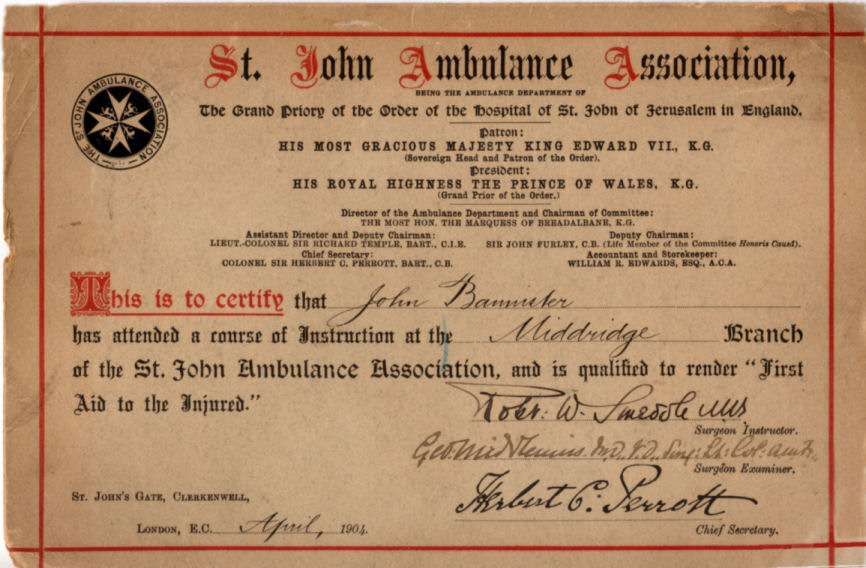 St. John Ambulance Association,
BEING THE AMBULANCE DEPARTMENT OF
The Grand Priory of the Order of the Hospital of St. John of Jerusalem in England.
Patron:
HIS MOST GRACIOUS MAJESTY KING EDWARD VII., K.G.
(Sovereign Head and Patron of the Order).
President:
HIS ROYAL HIGHNESS THE PRINCE OF WALES, K.G.
(Grand Prior of the Order.)
Director of the Ambulance Department and Chairman of Committee:
THE MOST HON. THE MARQUESS OF BREADALBANE, K.G.
Assistant Director and Deputy Chairman:
LIEUT.-COLONEL SIR RICHARD TEMPLE, BART., C.I.E.
Deputy Chairman:
SIR JOHN FURLEY, C.B. (Life Member of the Committee Honoris Causâ).
Chief Secretary:
COLONEL SIR HERBERT C. PERROTT, BART., C.B.
Accountant and Storekeeper:
WILLIAM R. EDWARDS, ESQ., A.C.A.
THE ST JOHN AMBULANCE ASSOCIATION
This is to certify that John Bannister
has attended a course of Instruction at the Middridge Branch
of the St. John Ambulance Association, and is qualified to render "First
Aid to the Injured."
Robt. W. Smeddle
Surgeon Instructor.
M.D. V.D. Surg: Lt: Col:
Surgeon Examiner.
Herbert C. Perrott
Chief Secretary.
ST. JOHN'S GATE, CLERKENWELL,
LONDON, E.C. April, 1904.